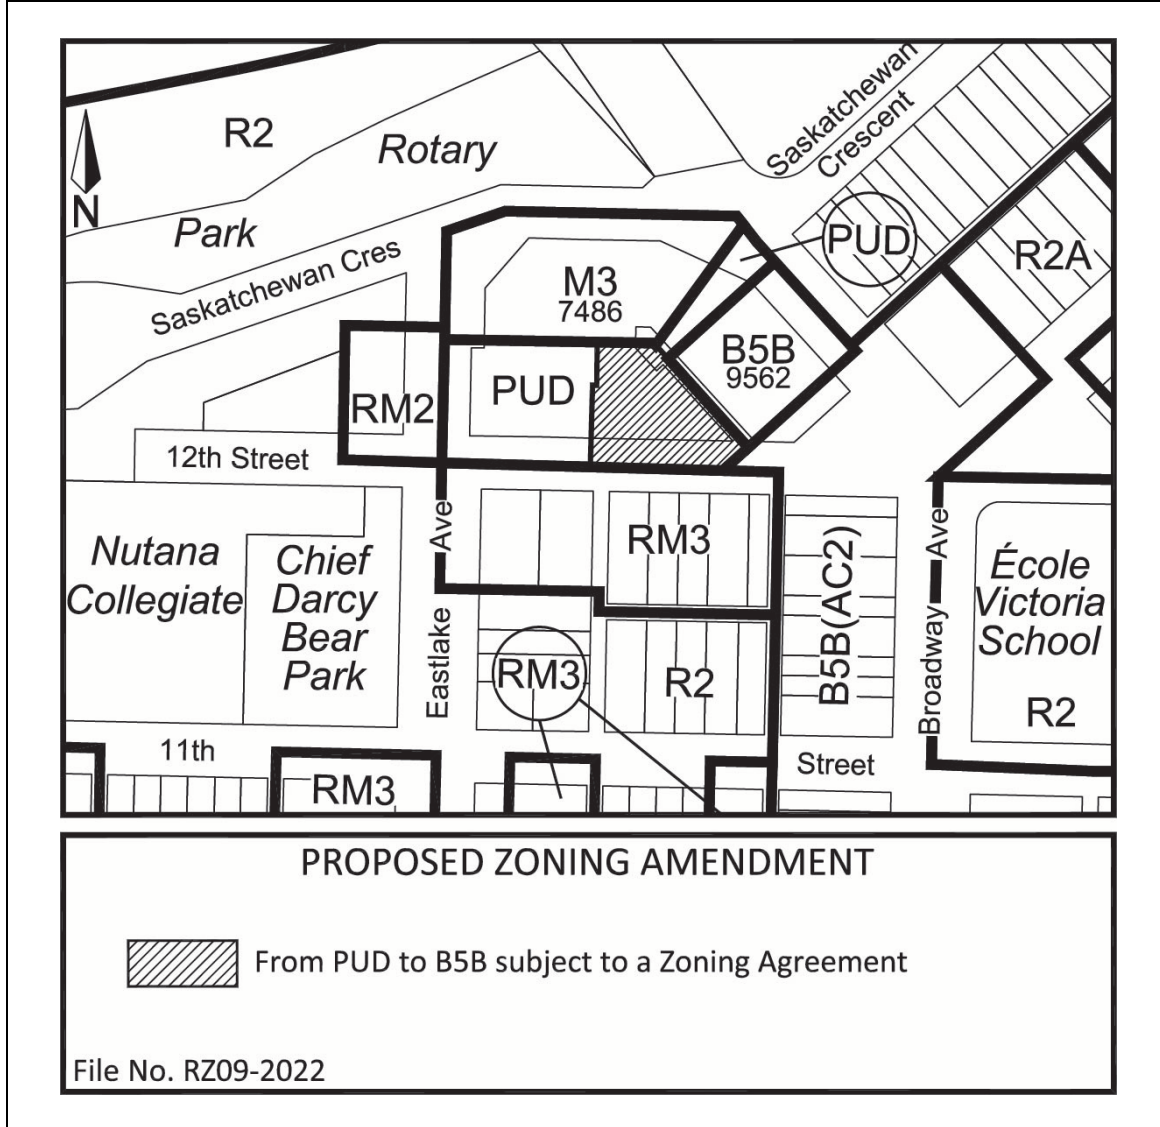 Saskatchewan
Crescent
R2
Rotary
N
Park
PUD
R2A
Saskatchewan Cres
M3
7486
B5B
9562
PUD
RM2
12th Street
Ave
RM3
Nutana
Collegiate
Chief
Darcy
Bear
Park
B5B(AC2)
Ave
École
Victoria
School
Eastlake
RM3
R2
Broadway
R2
11th
Street
RM3
PROPOSED ZONING AMENDMENT
From PUD to B5B subject to a Zoning Agreement
File No. RZ09-2022